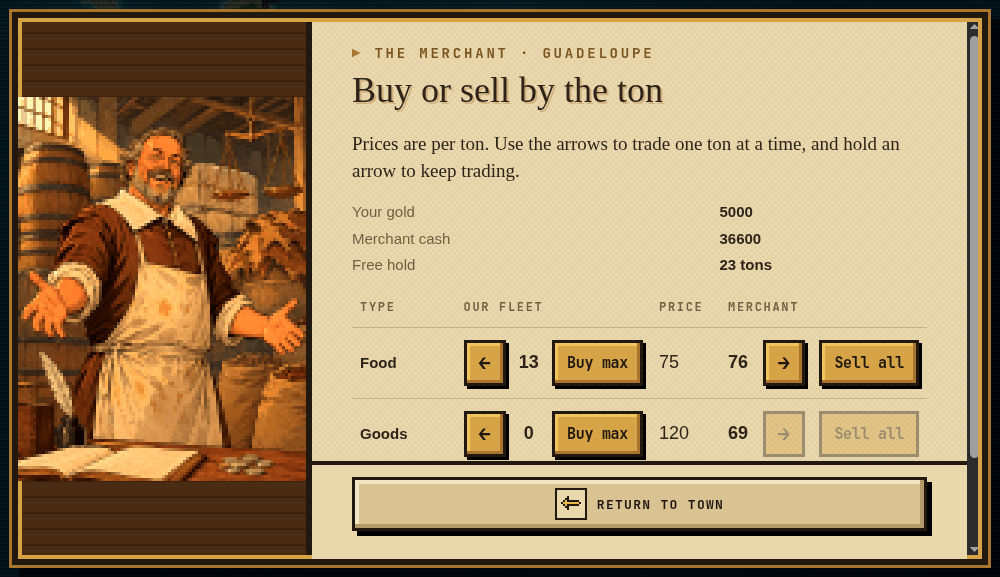 ► THE MERCHANT · GUADELOUPE
Buy or sell by the ton
Prices are per ton. Use the arrows to trade one ton at a time, and hold an
arrow to keep trading.
Your gold 5000
Merchant cash 36600
Free hold 23 tons
TYPE OUR FLEET PRICE MERCHANT
Food ← 13 Buy max 75 76 → Sell all
Goods ← 0 Buy max 120 69 → Sell all
RETURN TO TOWN